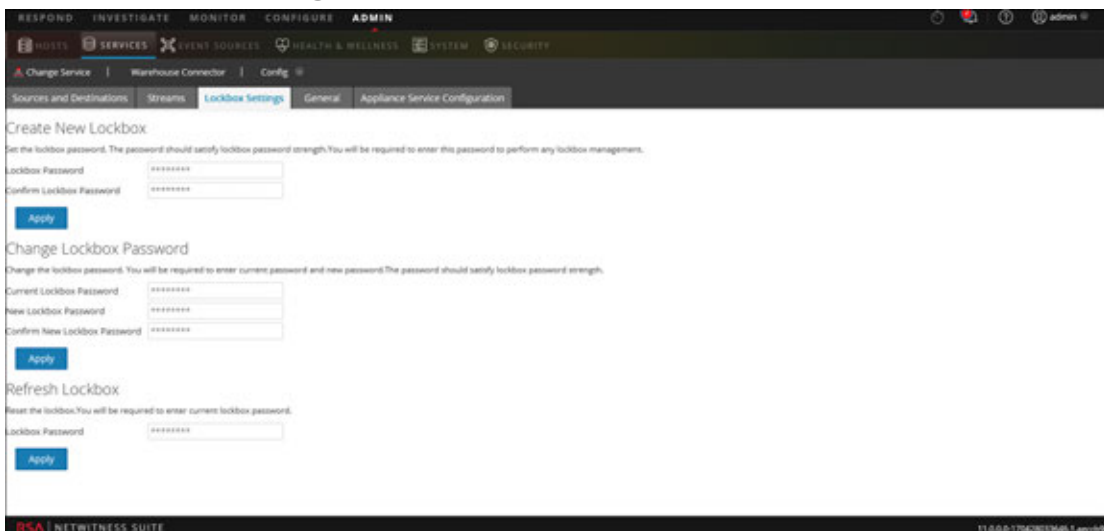 RESPOND INVESTIGATE MONITOR CONFIGURE ADMIN admin
HOSTS SERVICES EVENT SOURCES HEALTH & WELLNESS SYSTEM SECURITY
Change Service | Warehouse Connector | Config
Sources and Destinations Streams Lockbox Settings General Appliance Service Configuration
Create New Lockbox
Set the lockbox password. The password should satisfy lockbox password strength.You will be required to enter this password to perform any lockbox management.
Lockbox Password ********
Confirm Lockbox Password ********
Apply
Change Lockbox Password
Change the lockbox password. You will be required to enter current password and new password.The password should satisfy lockbox password strength.
Current Lockbox Password ********
New Lockbox Password ********
Confirm New Lockbox Password ********
Apply
Refresh Lockbox
Reset the lockbox.You will be required to enter current lockbox password.
Lockbox Password ********
Apply
RSA | NETWITNESS SUITE